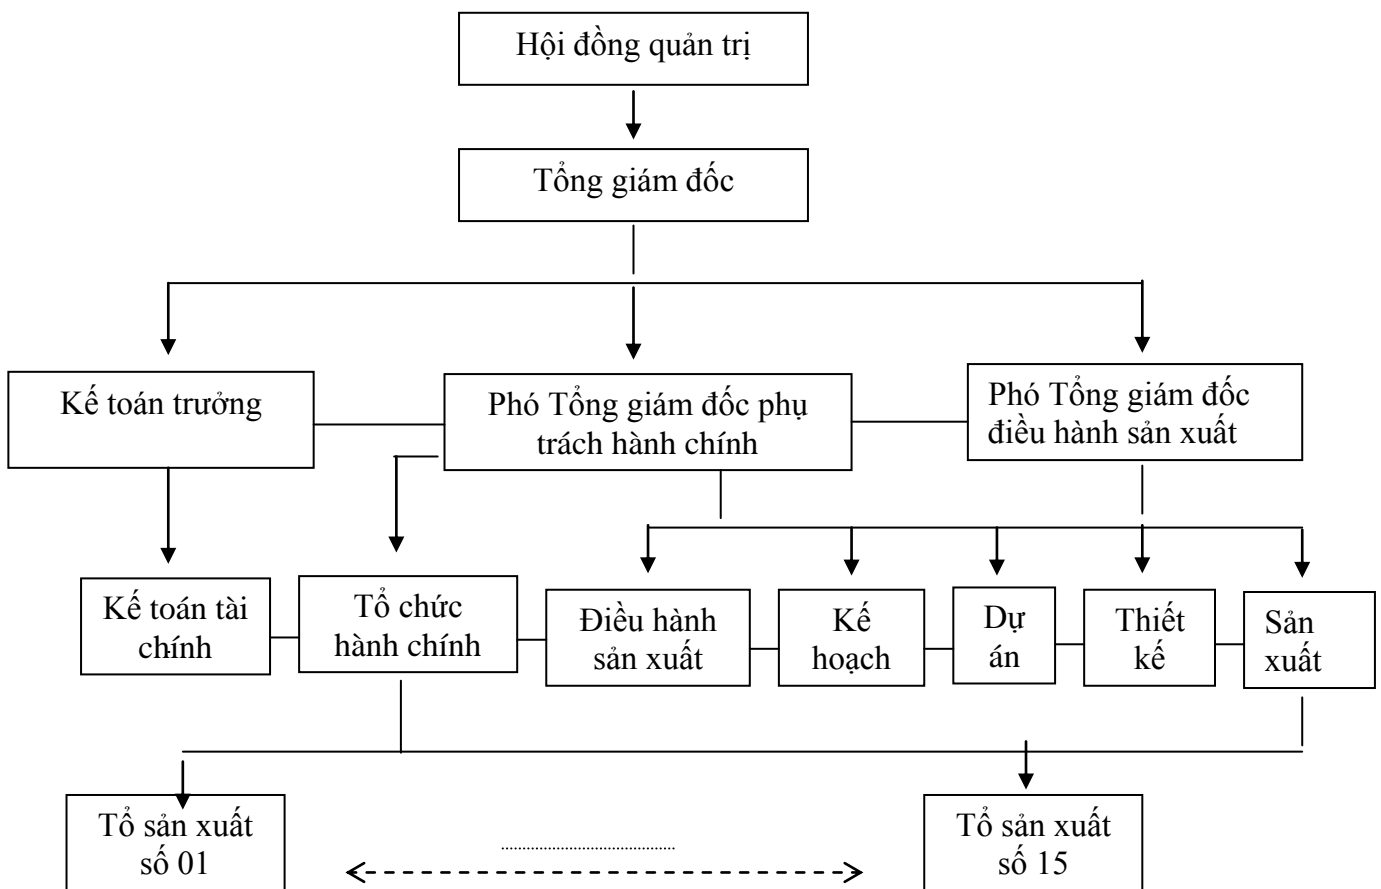 Hội đồng quản trị
Tổng giám đốc
Kế toán trưởng
Phó Tổng giám đốc phụ
trách hành chính
Phó Tổng giám đốc
điều hành sản xuất
Kế toán tài
chính
Tổ chức
hành chính
Điều hành
sản xuất
Kế
hoạch
Dự
án
Thiết
kế
Sản
xuất
Tổ sản xuất
số 01
........................................
Tổ sản xuất
số 15